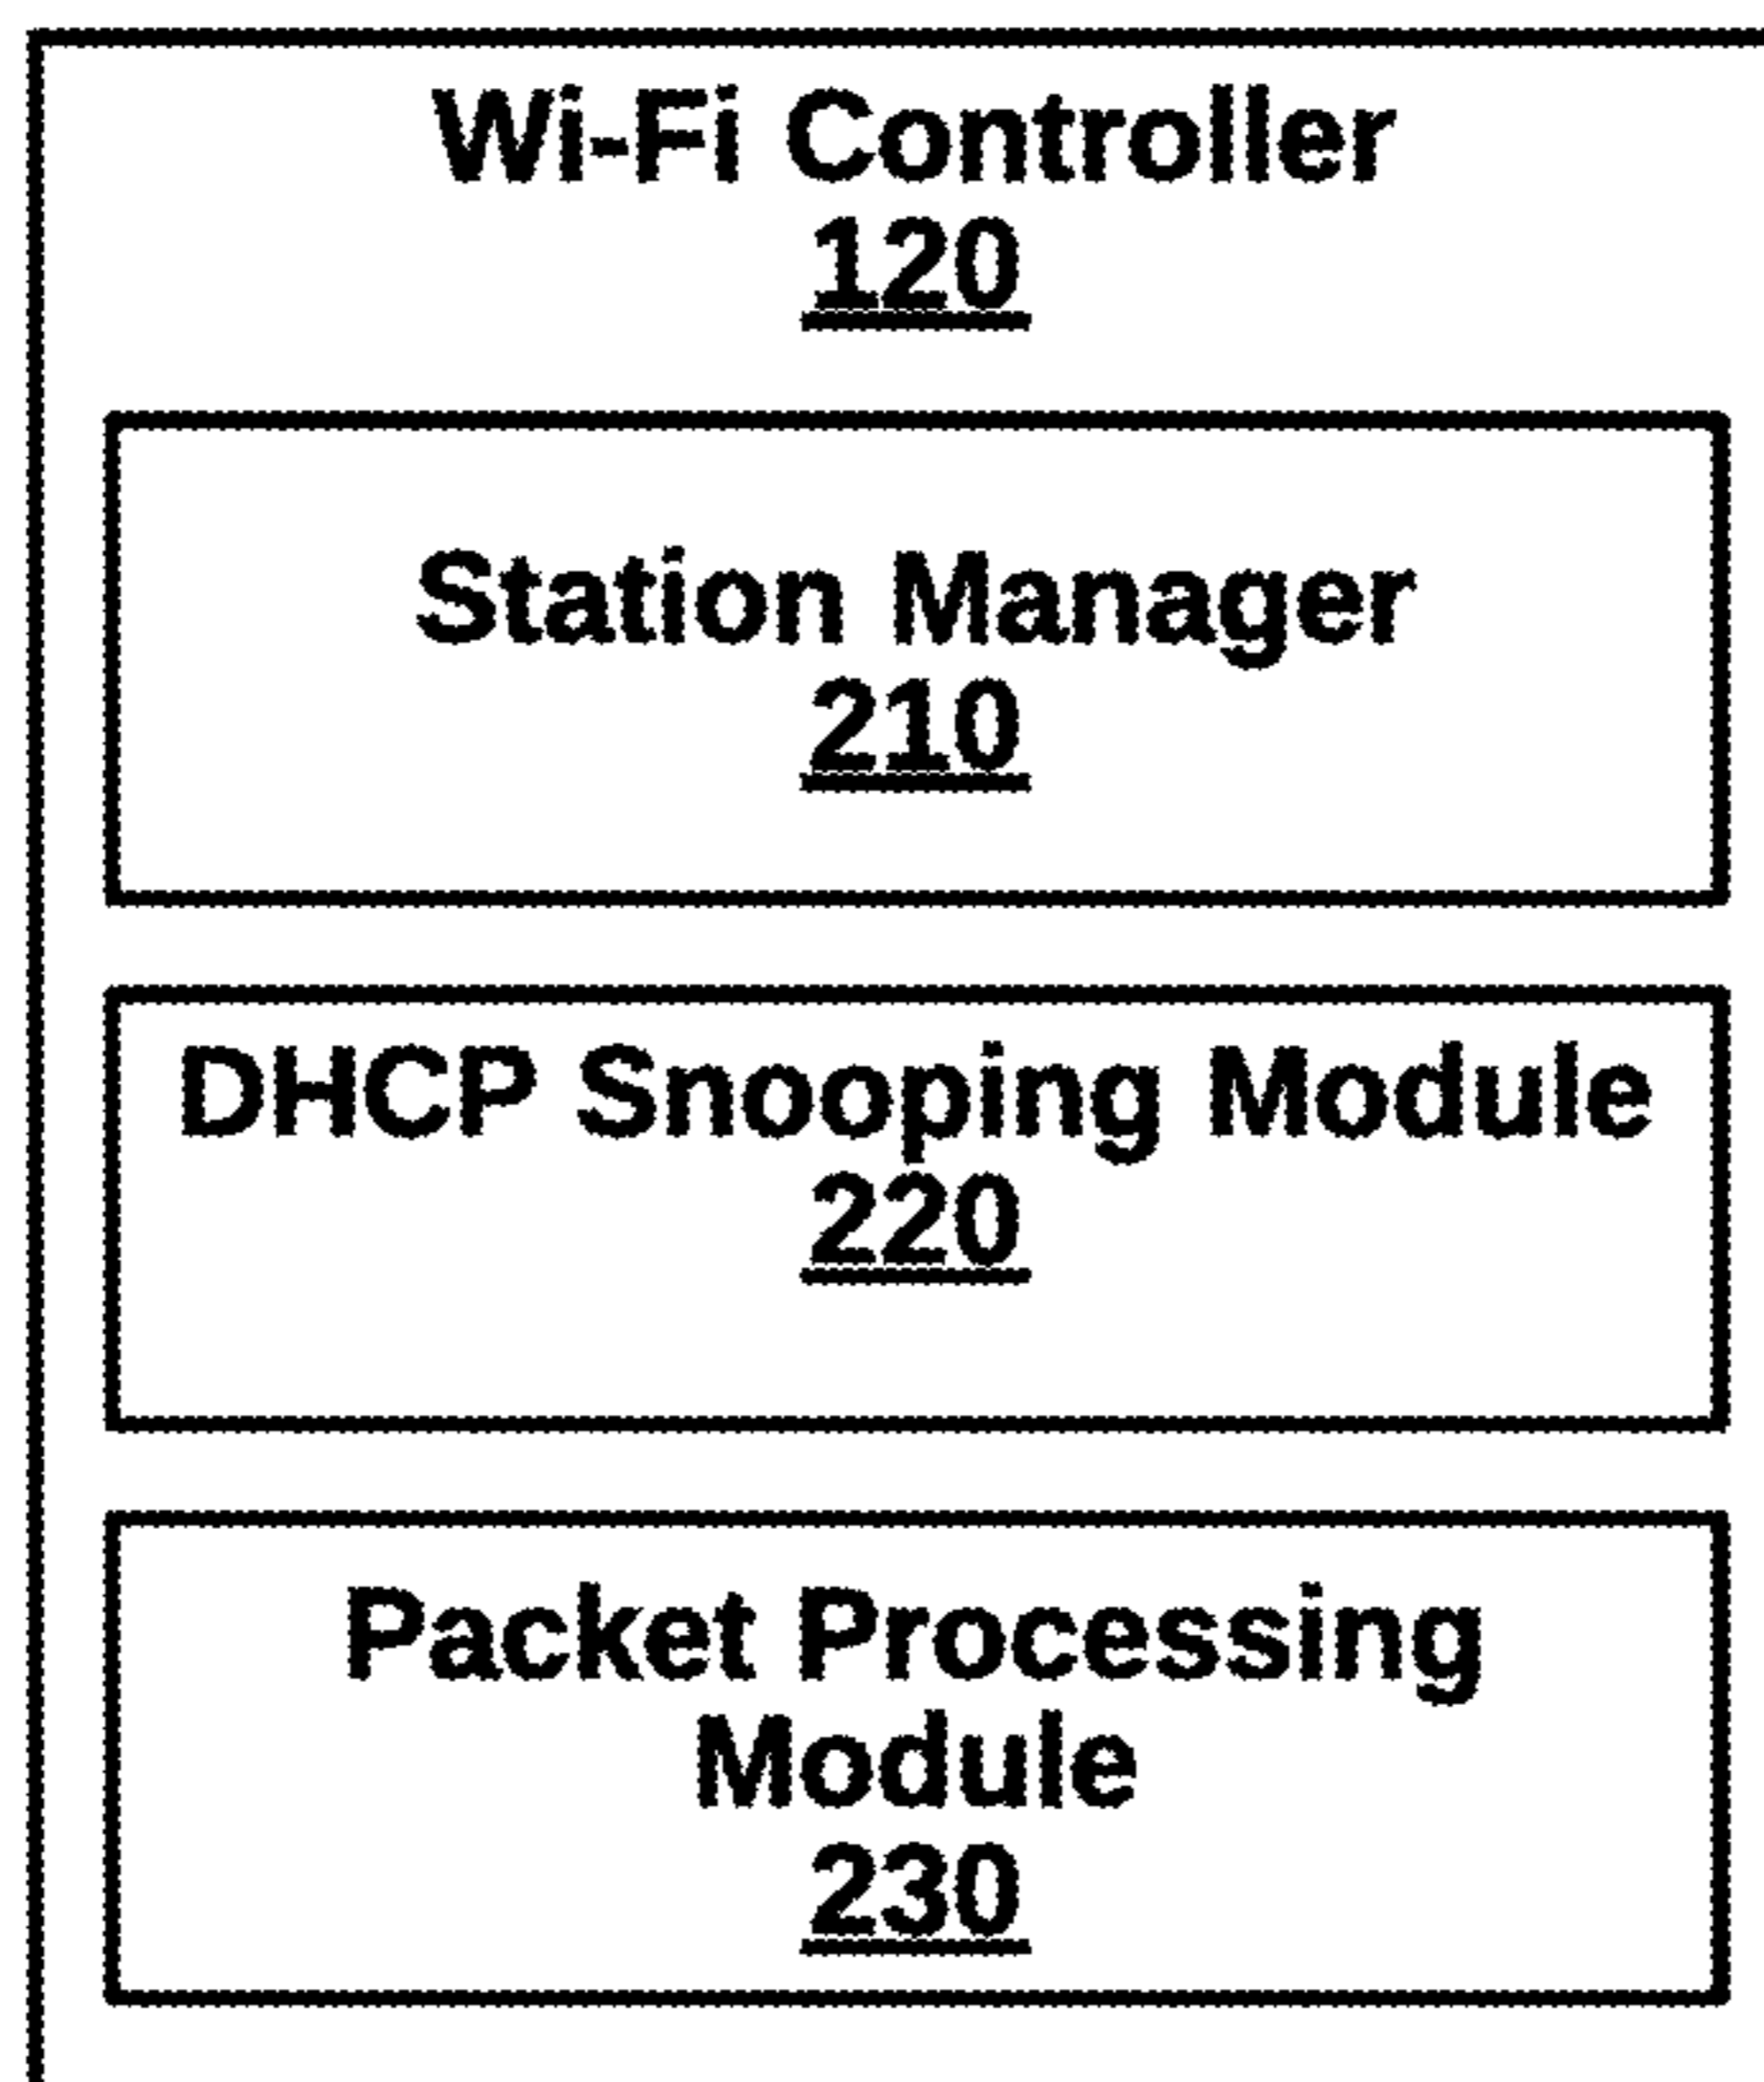 Wi-Fi Controller
120
Station Manager
210
DHCP Snooping Module
220
Packet Processing
Module
230